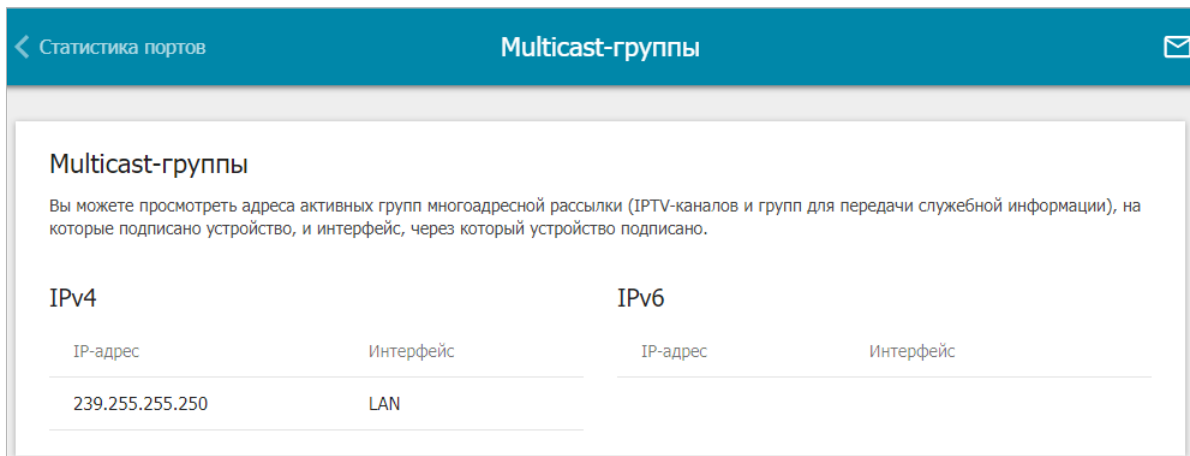 Статистика портов
Multicast-группы
Multicast-группы
Вы можете просмотреть адреса активных групп многоадресной рассылки (IPTV-каналов и групп для передачи служебной информации), на
которые подписано устройство, и интерфейс, через который устройство подписано.
IPv4
IP-адрес Интерфейс
239.255.255.250 LAN
IPv6
IP-адрес Интерфейс